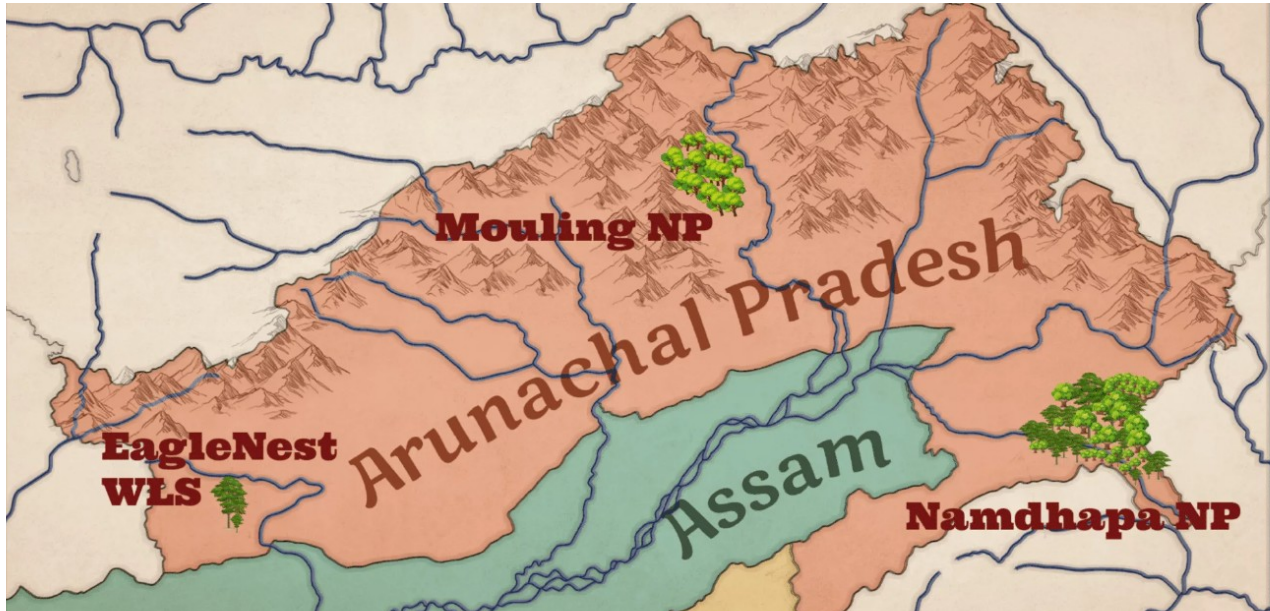 Mouling NP
Arunachal Pradesh
EagleNest
WLS
Assam
Namdhapa NP